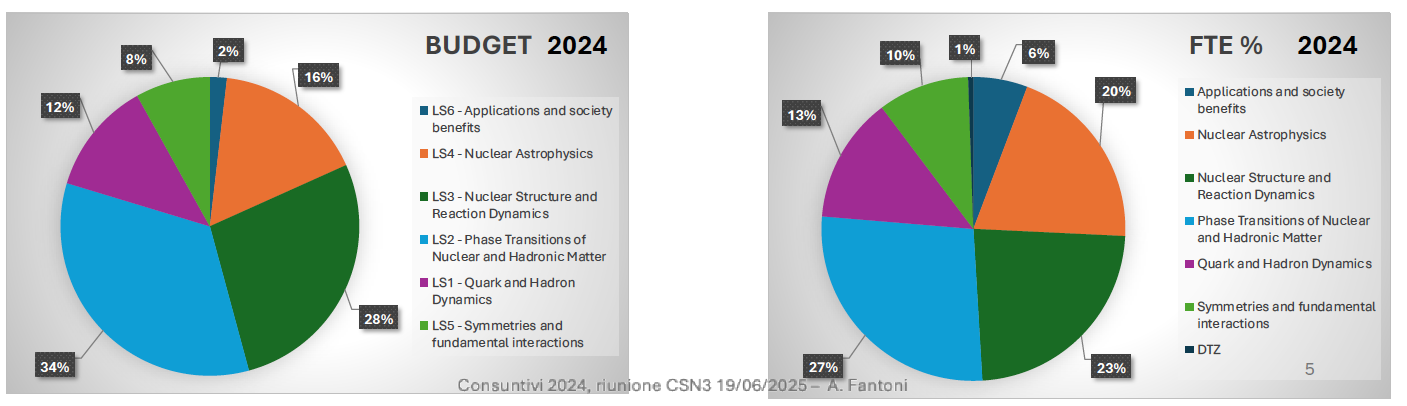 BUDGET 2024
2%
16%
28%
34%
12%
8%
LS6 - Applications and society
benefits
LS4 - Nuclear Astrophysics
LS3 - Nuclear Structure and
Reaction Dynamics
LS2 - Phase Transitions of
Nuclear and Hadronic Matter
LS1 - Quark and Hadron
Dynamics
LS5 - Symmetries and
fundamental interactions
FTE % 2024
1%
6%
20%
23%
27%
13%
10%
Applications and society
benefits
Nuclear Astrophysics
Nuclear Structure and
Reaction Dynamics
Phase Transitions of Nuclear
and Hadronic Matter
Quark and Hadron Dynamics
Symmetries and fundamental
interactions
DTZ
5
Consuntivi 2024, riunione CSN3 19/06/2025 – A. Fantoni